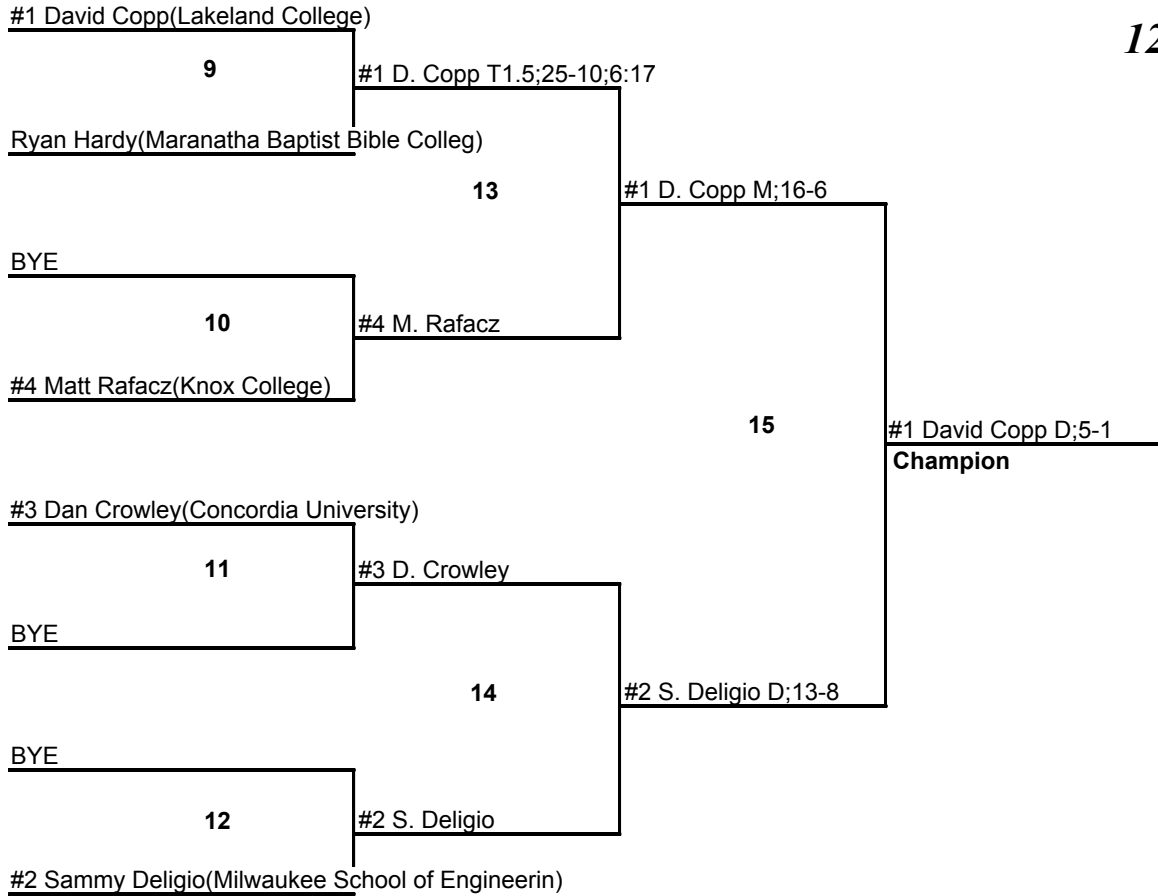 #1 David Copp(Lakeland College)
12
9
#1 D. Copp T1.5;25-10;6:17
Ryan Hardy(Maranatha Baptist Bible Colleg)
13
#1 D. Copp M;16-6
BYE
10
#4 M. Rafacz
#4 Matt Rafacz(Knox College)
15
#1 David Copp D;5-1
Champion
#3 Dan Crowley(Concordia University)
11
#3 D. Crowley
BYE
14
#2 S. Deligio D;13-8
BYE
12
#2 S. Deligio
#2 Sammy Deligio(Milwaukee School of Engineerin)